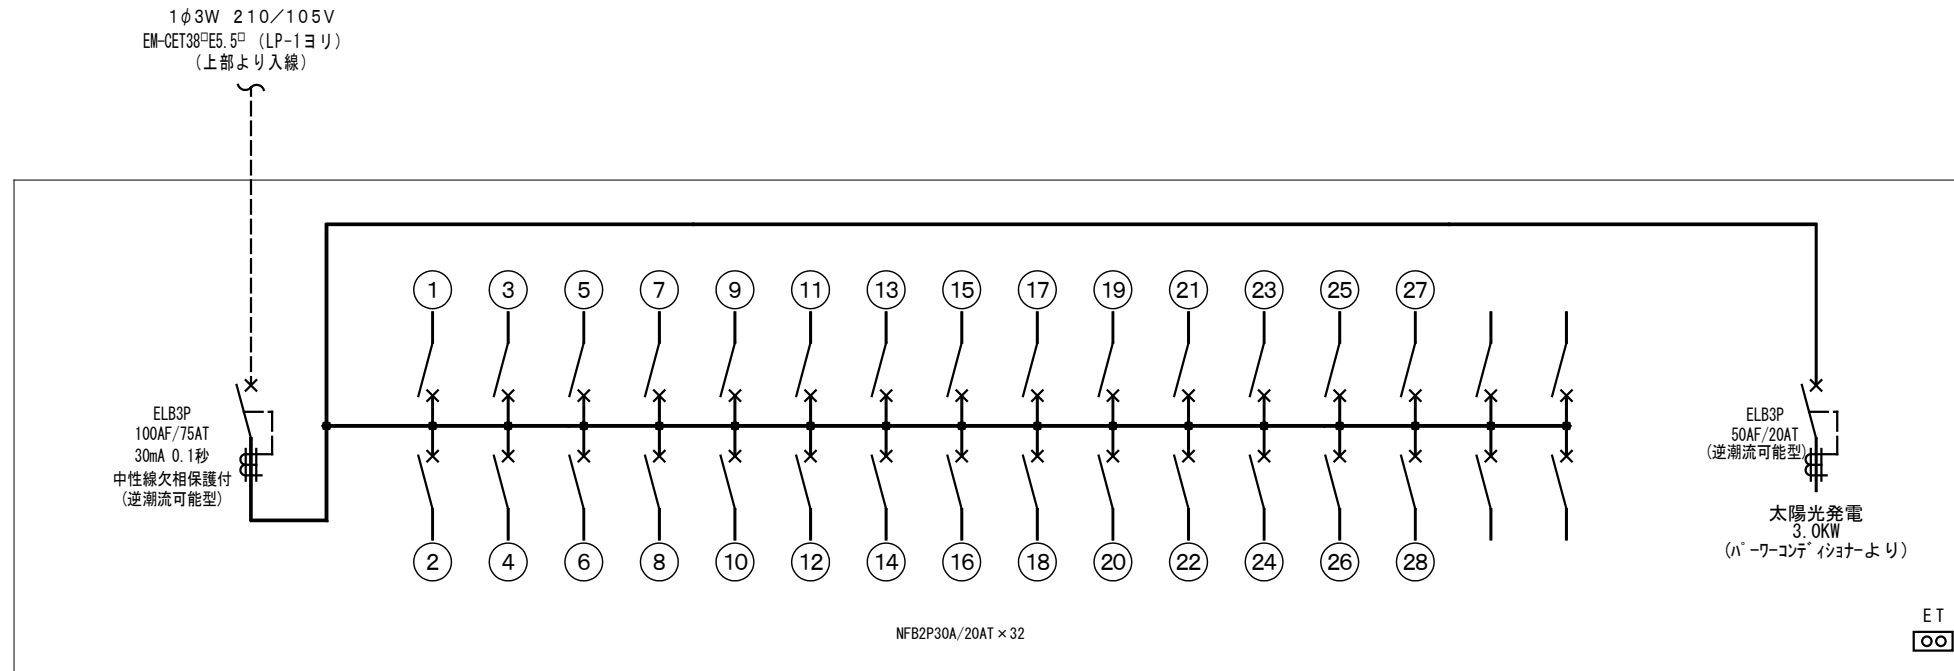 1φ3W 210/105V
EM-CET38□E5.5□ (LP-1ヨリ)
(上部より入線)
1 3 5 7 9 11 13 15 17 19 21 23 25 27
ELB3P
100AF/75AT
30mA 0.1秒
中性線欠相保護付
(逆潮流可能型)
ELB3P
50AF/20AT
(逆潮流可能型)
太陽光発電
3.0KW
(パワーコンディショナーより)
2 4 6 8 10 12 14 16 18 20 22 24 26 28
NFB2P30A/20AT×32
ET